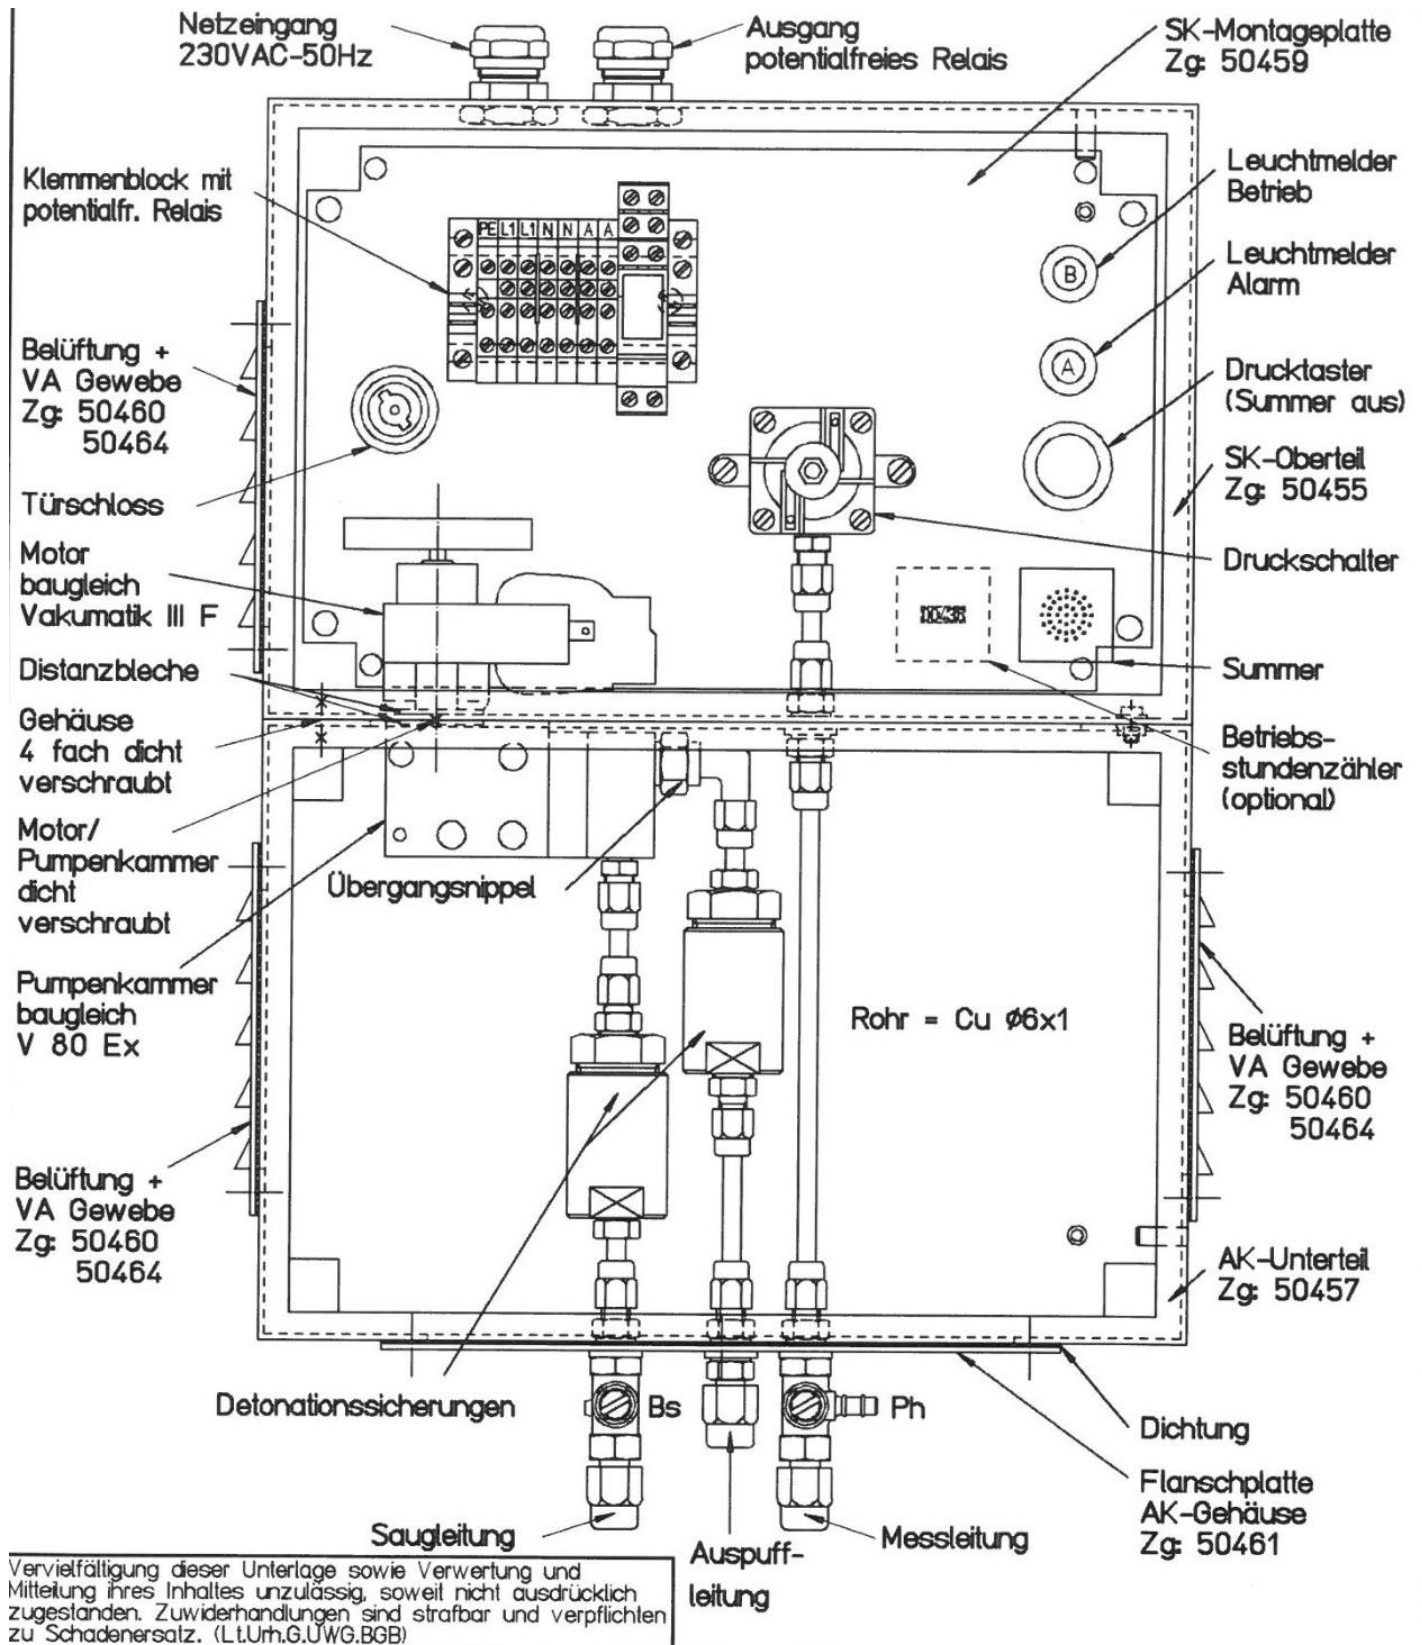 Netzeingang
230VAC-50Hz
Ausgang
potentialfreies Relais
SK-Montageplatte
Zg: 50459
Klemmenblock mit
potentialfr. Relais
PE L1 L1 N N A A
Leuchtmelder
Betrieb
B
Leuchtmelder
Alarm
A
Belüftung +
VA Gewebe
Zg: 50460
50464
Drucktaster
(Summer aus)
SK-Oberteil
Zg: 50455
Türschloss
Motor
baugleich
Vakumatik III F
Druckschalter
Distanzbleche
Summer
Gehäuse
4 fach dicht
verschraubt
Betriebs-
stundenzähler
(optional)
Motor/
Pumpenkammer
dicht
verschraubt
Übergangsnippel
Pumpenkammer
baugleich
V 80 Ex
Rohr = Cu Ø6x1
Belüftung +
VA Gewebe
Zg: 50460
50464
Belüftung +
VA Gewebe
Zg: 50460
50464
AK-Unterteil
Zg: 50457
Detonationssicherungen
Bs
Ph
Dichtung
Flanschplatte
AK-Gehäuse
Zg: 50461
Saugleitung
Auspuff-
leitung
Messleitung
Vervielfältigung dieser Unterlage sowie Verwertung und
Mitteilung ihres Inhaltes unzulässig, soweit nicht ausdrücklich
zugestanden. Zuwiderhandlungen sind strafbar und verpflichten
zu Schadenersatz. (Lt.Urh.G.UWG.BGB)